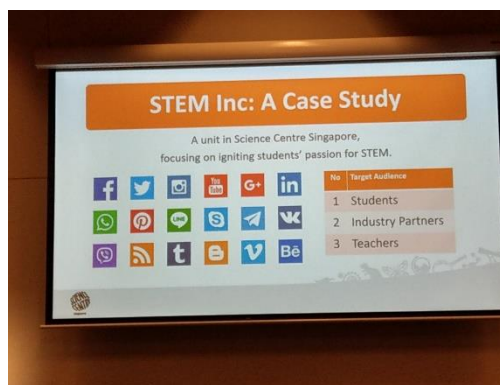 STEM Inc: A Case Study
A unit in Science Centre Singapore,
focusing on igniting students' passion for STEM.
You
Tube
G+
in
LINE
No Target Audience
1 Students
2 Industry Partners
3 Teachers